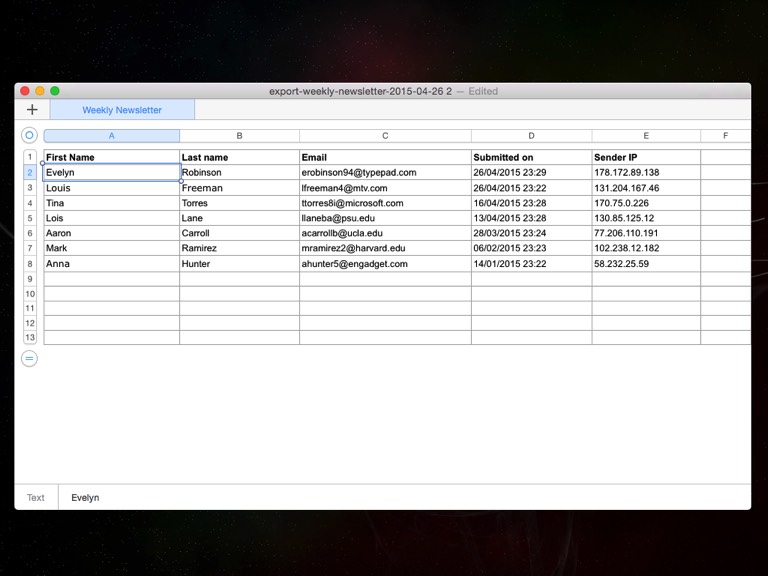 export-weekly-newsletter-2015-04-26 2 — Edited
+ Weekly Newsletter
A B C D E F
1 First Name Last name Email Submitted on Sender IP
2 Evelyn Robinson erobinson94@typepad.com 26/04/2015 23:29 178.172.89.138
3 Louis Freeman lfreeman4@mtv.com 26/04/2015 23:22 131.204.167.46
4 Tina Torres ttorres8i@microsoft.com 16/04/2015 23:28 170.75.0.226
5 Lois Lane llaneba@psu.edu 13/04/2015 23:28 130.85.125.12
6 Aaron Carroll acarrollb@ucla.edu 28/03/2015 23:24 77.206.110.191
7 Mark Ramirez mramirez2@harvard.edu 06/02/2015 23:23 102.238.12.182
8 Anna Hunter ahunter5@engadget.com 14/01/2015 23:22 58.232.25.59
9
10
11
12
13
Text Evelyn